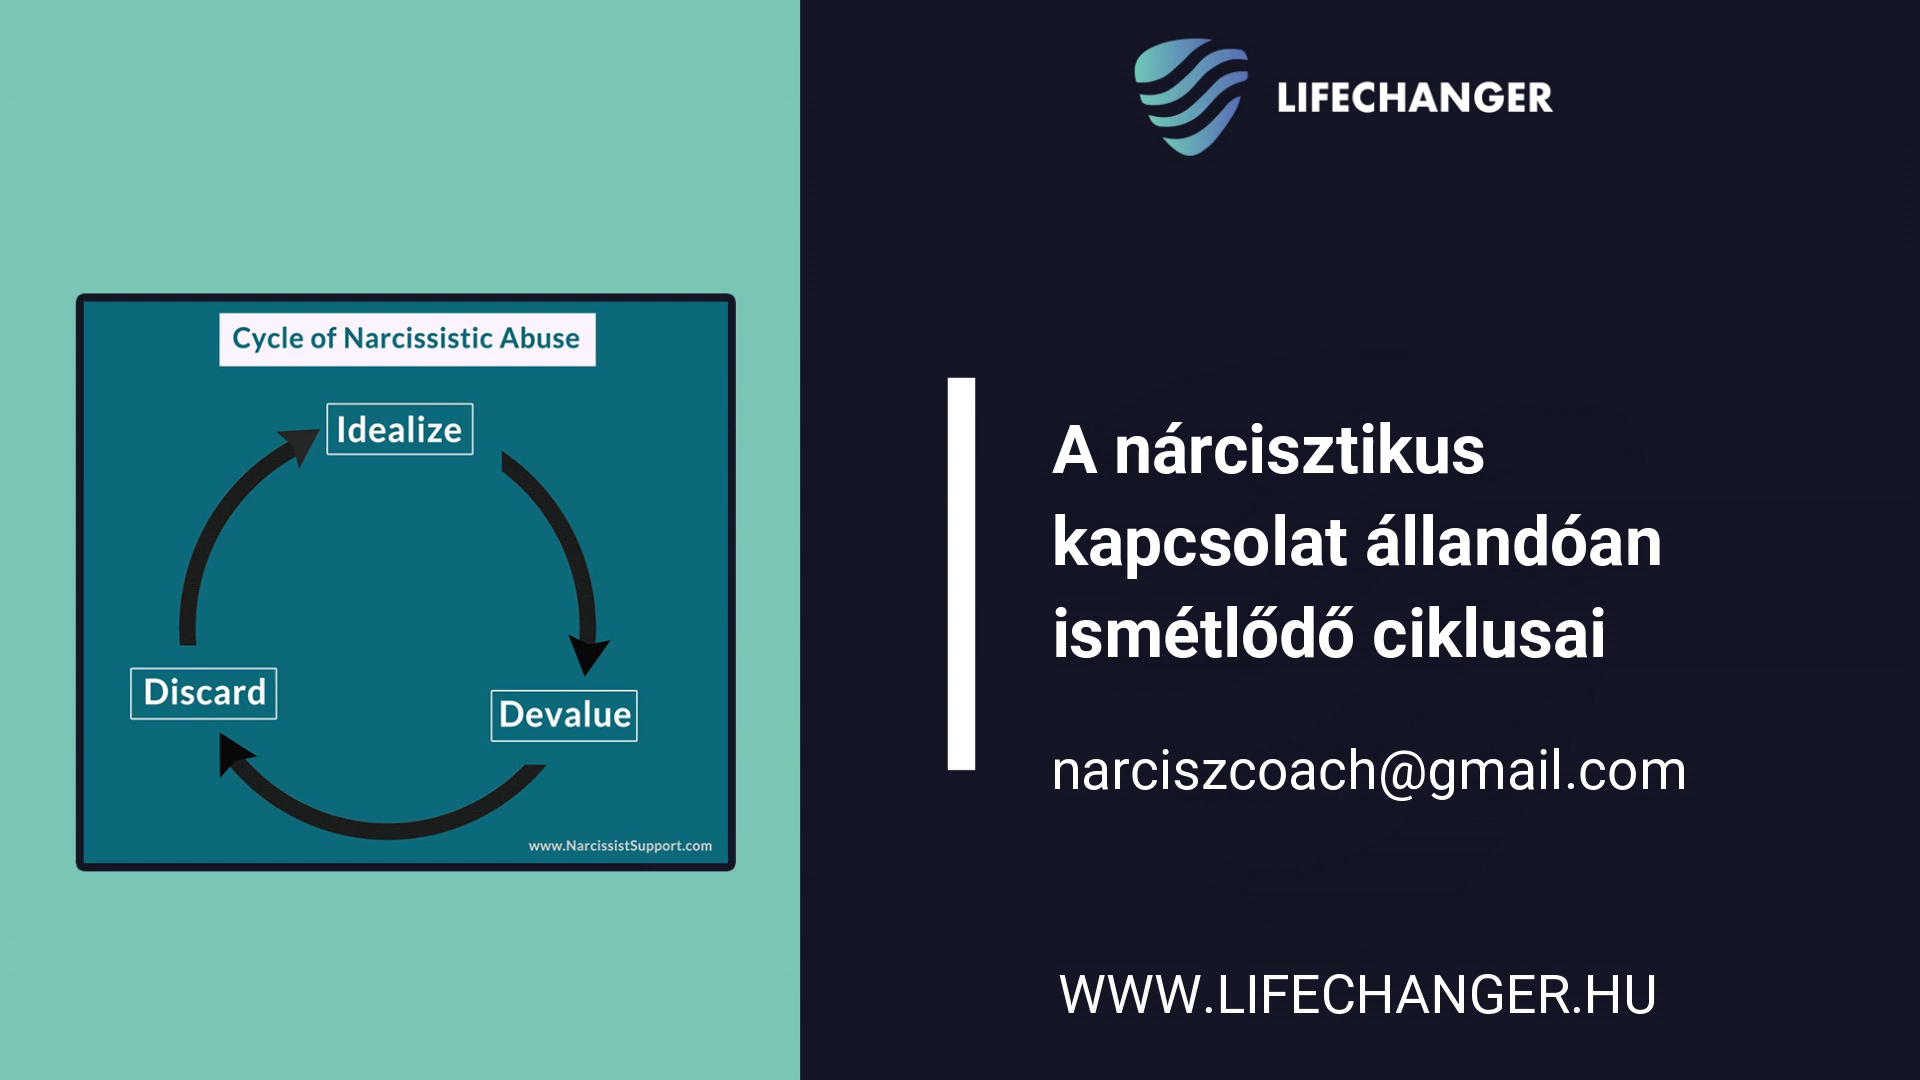 Cycle of Narcissistic Abuse
Idealize
Discard
Devalue
www.NarcissistSupport.com
LIFECHANGER
A nárcisztikus
kapcsolat állandóan
ismétlődő ciklusai
narciszcoach@gmail.com
WWW.LIFECHANGER.HU